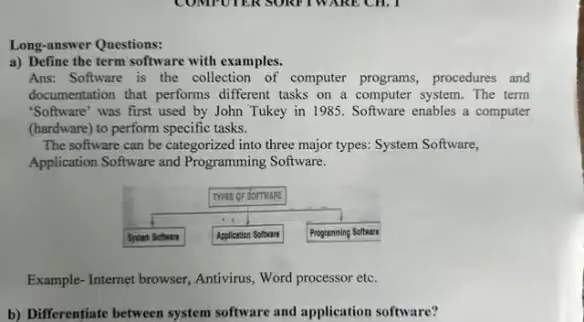 COMPUTER SORFTWARE CH. 1
Long-answer Questions:
a) Define the term software with examples.
Ans: Software is the collection of computer programs, procedures and
documentation that performs different tasks on a computer system. The term
'Software' was first used by John Tukey in 1985. Software enables a computer
(hardware) to perform specific tasks.
The software can be categorized into three major types: System Software,
Application Software and Programming Software.
TYPES OF SOFTWARE
System Software Application Software Programming Software
Example- Internet browser, Antivirus, Word processor etc.
b) Differentiate between system software and application software?